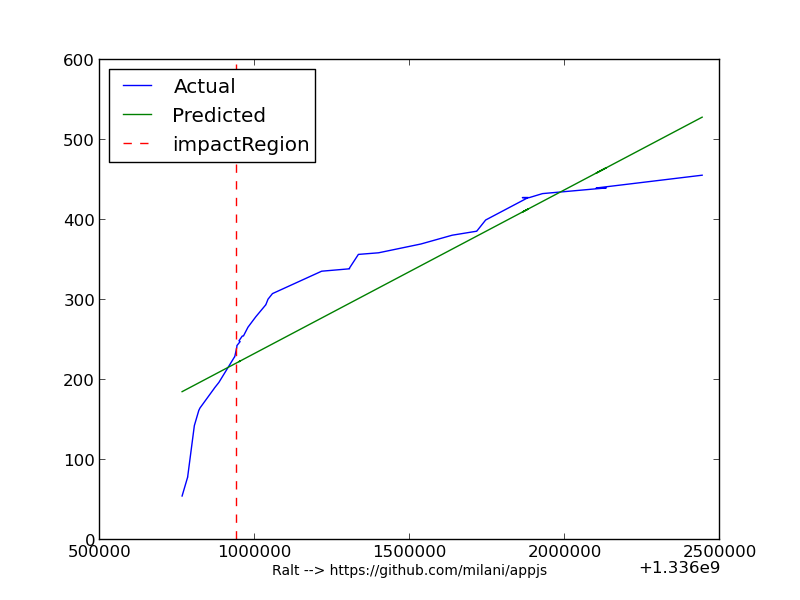 600
500
400
300
200
100
0
Actual
Predicted
impactRegion
500000 1000000 1500000 2000000 2500000
+1.336e9
Ralt --> https://github.com/milani/appjs